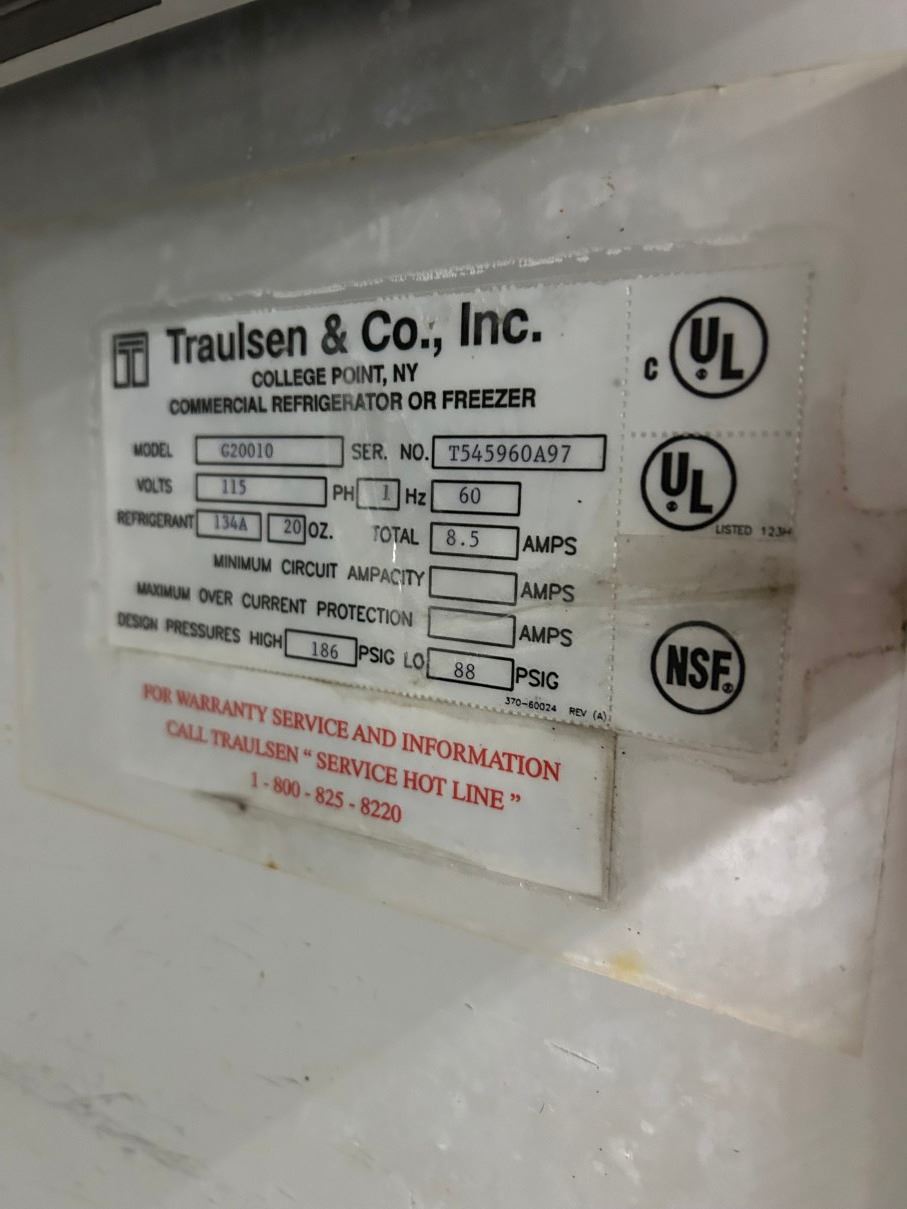 Traulsen & Co., Inc.
COLLEGE POINT, NY
COMMERCIAL REFRIGERATOR OR FREEZER
MODEL G20010 SER. NO. T545960A97
VOLTS 115 PH 1 Hz 60
REFRIGERANT 134A 20 OZ. TOTAL 8.5 AMPS
MINIMUM CIRCUIT AMPACITY AMPS
MAXIMUM OVER CURRENT PROTECTION AMPS
DESIGN PRESSURES HIGH 186 PSIG LO 88 PSIG
370-60024 REV (A)
C UL
UL
LISTED 123H
NSF
FOR WARRANTY SERVICE AND INFORMATION
CALL TRAULSEN “ SERVICE HOT LINE ”
1 - 800 - 825 - 8220